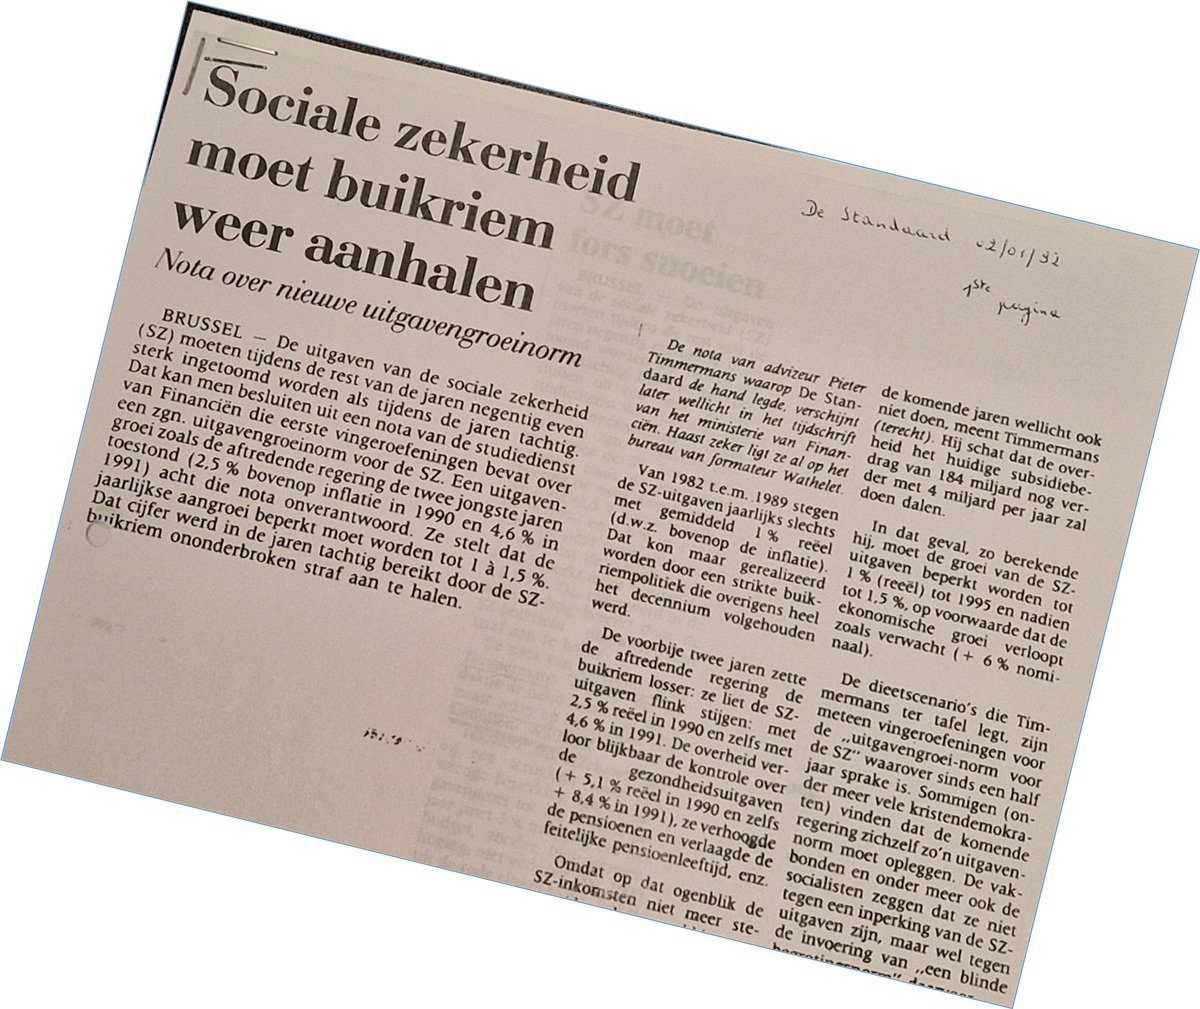 Sociale zekerheid
moet buikriem
weer aanhalen
Nota over nieuwe uitgavengroeinorm
De Standaard 02/01/92
1ste pagina
BRUSSEL — De uitgaven van de sociale zekerheid
(SZ) moeten tijdens de rest van de jaren negentig even
sterk ingetoomd worden als tijdens de jaren tachtig.
Dat kan men besluiten uit een nota van de studiedienst
van Financiën die eerste vingeroefeningen bevat over
een zgn. uitgavengroeinorm voor de SZ. Een uitgaven-
groei zoals de aftredende regering de twee jongste jaren
toestond (2,5 % bovenop inflatie in 1990 en 4,6 % in
1991) acht die nota onverantwoord. Ze stelt dat de
jaarlijkse aangroei beperkt moet worden tot 1 à 1,5 %.
Dat cijfer werd in de jaren tachtig bereikt door de SZ-
buikriem ononderbroken straf aan te halen.
SZ moet
fors snoeien
De nota van advizeur Pieter
Timmermans waarop De Stan-
daard de hand legde, verschijnt
later wellicht in het tijdschrift
van het ministerie van Finan-
ciën. Haast zeker ligt ze al op het
bureau van formateur Wathelet.
Van 1982 t.e.m. 1989 stegen
de SZ-uitgaven jaarlijks slechts
met gemiddeld 1 % reëel
(d.w.z. bovenop de inflatie).
Dat kon maar gerealizeerd
worden door een strikte buik-
riempolitiek die overigens heel
het decennium volgehouden
werd.
De voorbije twee jaren zette
de aftredende regering de
buikriem losser: ze liet de SZ-
uitgaven flink stijgen: met
2,5 % reëel in 1990 en zelfs met
4,6 % in 1991. De overheid ver-
loor blijkbaar de kontrole over
de gezondheidsuitgaven
(+ 5,1 % reëel in 1990 en zelfs
+ 8,4 % in 1991), ze verhoogde
de pensioenen en verlaagde de
feitelijke pensioenleeftijd, enz.
Omdat op dat ogenblik de
SZ-inkomsten niet meer ste-
de komende jaren wellicht ook
niet doen, meent Timmermans
(terecht). Hij schat dat de over-
heid het huidige subsidiebe-
drag van 184 miljard nog ver-
der met 4 miljard per jaar zal
doen dalen.
In dat geval, zo berekende
hij, moet de groei van de SZ-
uitgaven beperkt worden tot
1 % (reeël) tot 1995 en nadien
tot 1,5 %, op voorwaarde dat de
ekonomische groei verloopt
zoals verwacht (+ 6 % nomi-
naal).
De dieetscenario's die Tim-
mermans ter tafel legt, zijn
meteen vingeroefeningen voor
de „uitgavengroei-norm voor
de SZ" waarover sinds een half
jaar sprake is. Sommigen (on-
der meer vele kristendemokra-
ten) vinden dat de komende
regering zichzelf zo'n uitgaven-
norm moet opleggen. De vak-
bonden en onder meer ook de
socialisten zeggen dat ze niet
tegen een inperking van de SZ-
uitgaven zijn, maar wel tegen
de invoering van „een blinde